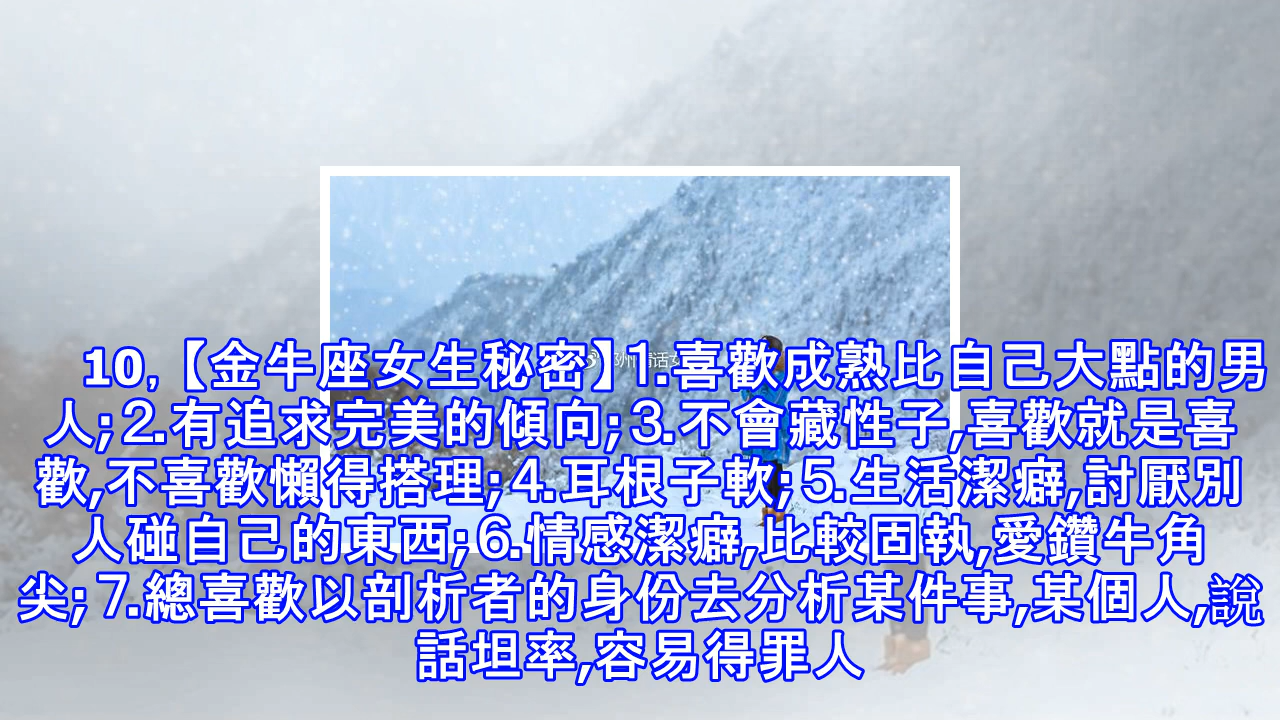 10,【金牛座女生秘密】1.喜歡成熟比自己大點的男
人;2.有追求完美的傾向;3.不會藏性子,喜歡就是喜
歡,不喜歡懶得搭理;4.耳根子軟;5.生活潔癖,討厭別
人碰自己的東西;6.情感潔癖,比較固執,愛鑽牛角
尖;7.總喜歡以剖析者的身份去分析某件事,某個人,說
話坦率,容易得罪人